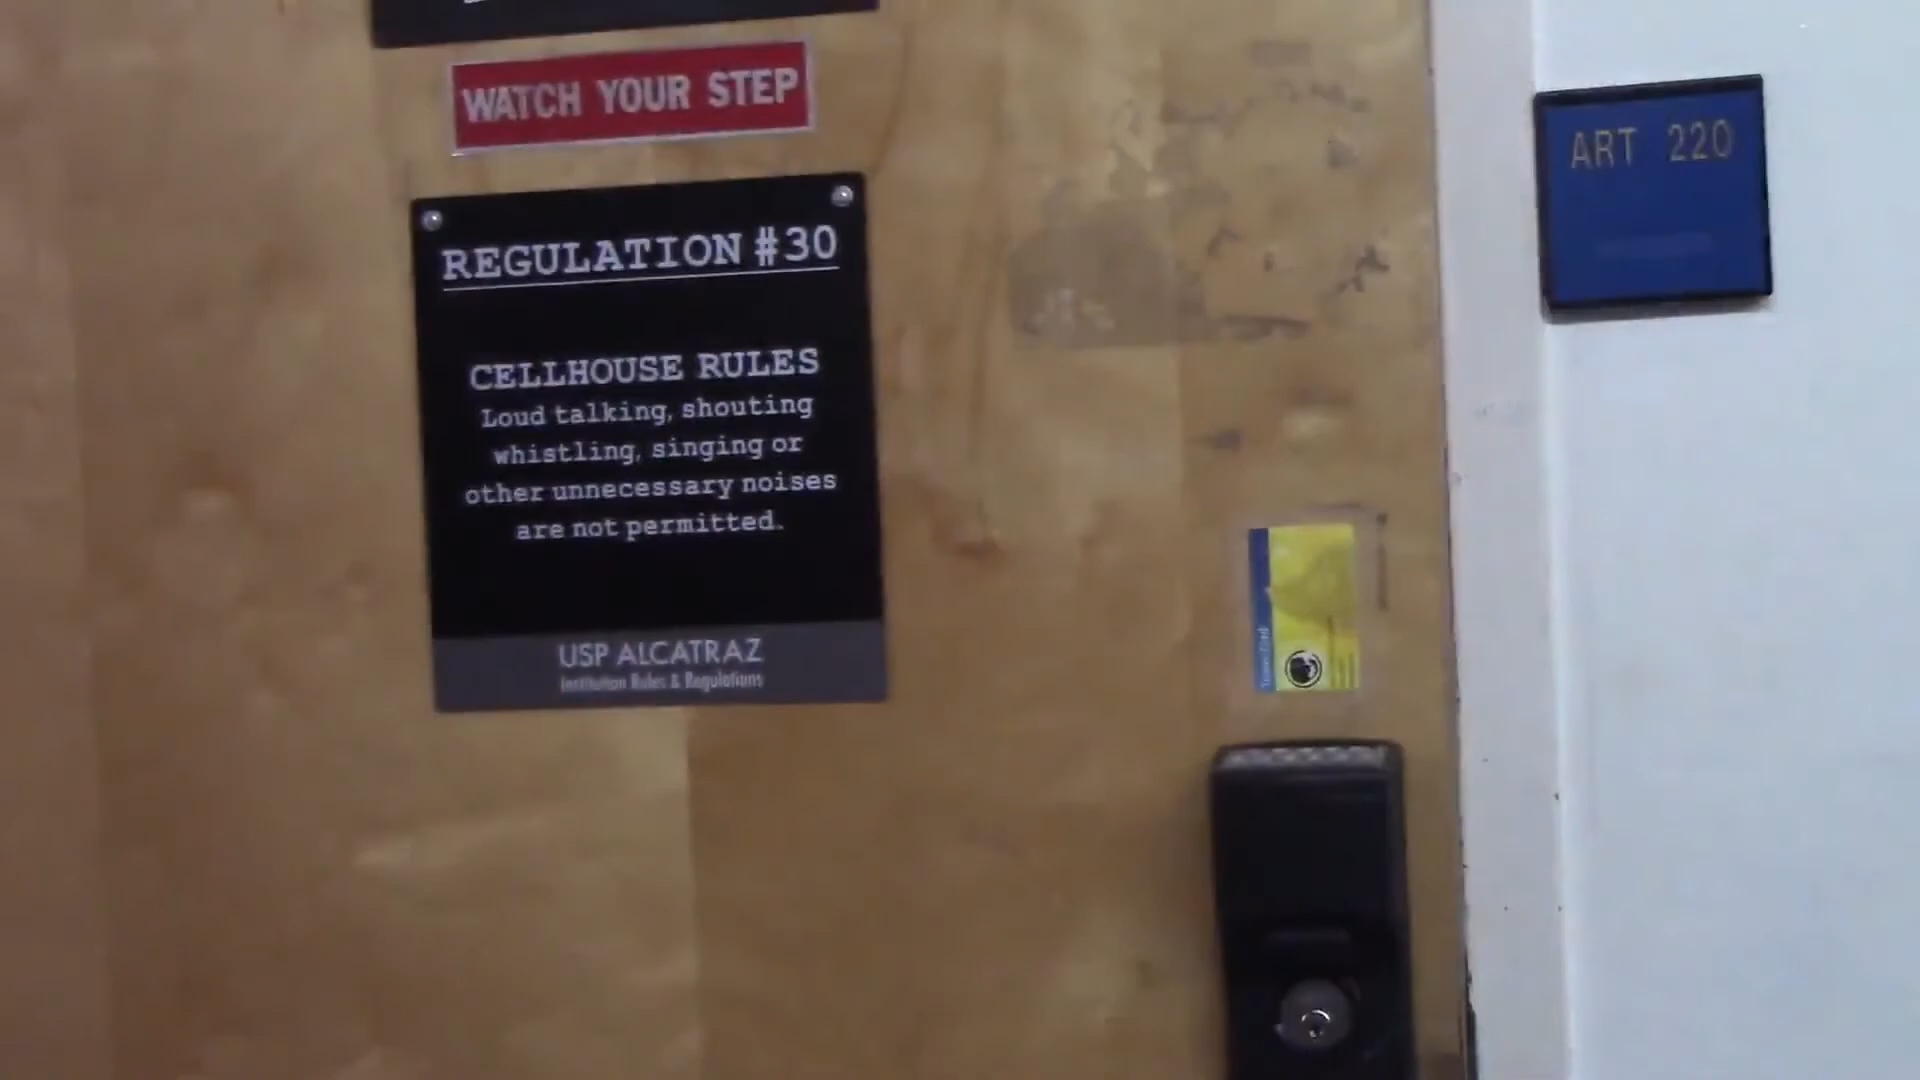 WATCH YOUR STEP
REGULATION #30
CELLHOUSE RULES
Loud talking, shouting
whistling, singing or
other unnecessary noises
are not permitted.
USP ALCATRAZ
Institution Rules & Regulations
ART 220